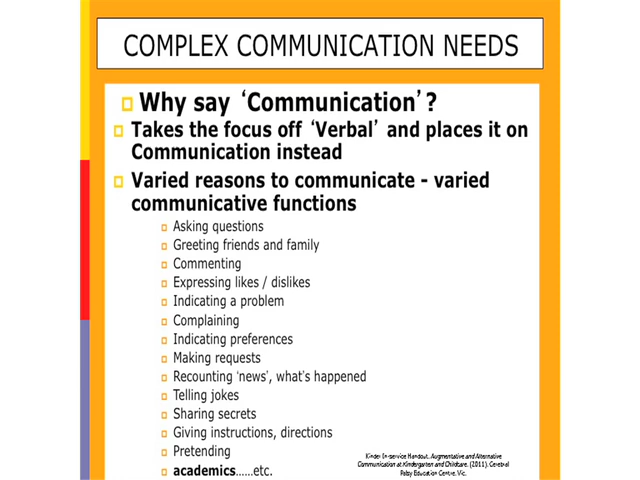 COMPLEX COMMUNICATION NEEDS
Why say ‘Communication’?
Takes the focus off ‘Verbal’ and places it on
Communication instead
Varied reasons to communicate - varied
communicative functions
Asking questions
Greeting friends and family
Commenting
Expressing likes / dislikes
Indicating a problem
Complaining
Indicating preferences
Making requests
Recounting ‘news’, what’s happened
Telling jokes
Sharing secrets
Giving instructions, directions
Pretending
academics……etc.
Kinder In-service Handout, Augmentative and Alternative
Communication at Kindergarten and Childcare. (2011). Cerebral
Palsy Education Centre, Vic.